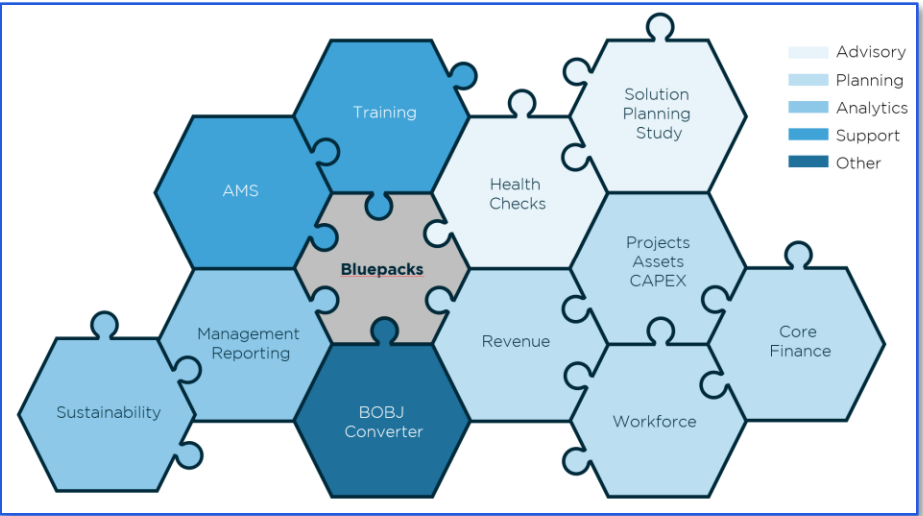 Training
Solution
Planning
Study
Advisory
Planning
Analytics
Support
Other
AMS
Health
Checks
Bluepacks
Projects
Assets
CAPEX
Management
Reporting
Revenue
Core
Finance
Sustainability
BOBJ
Converter
Workforce